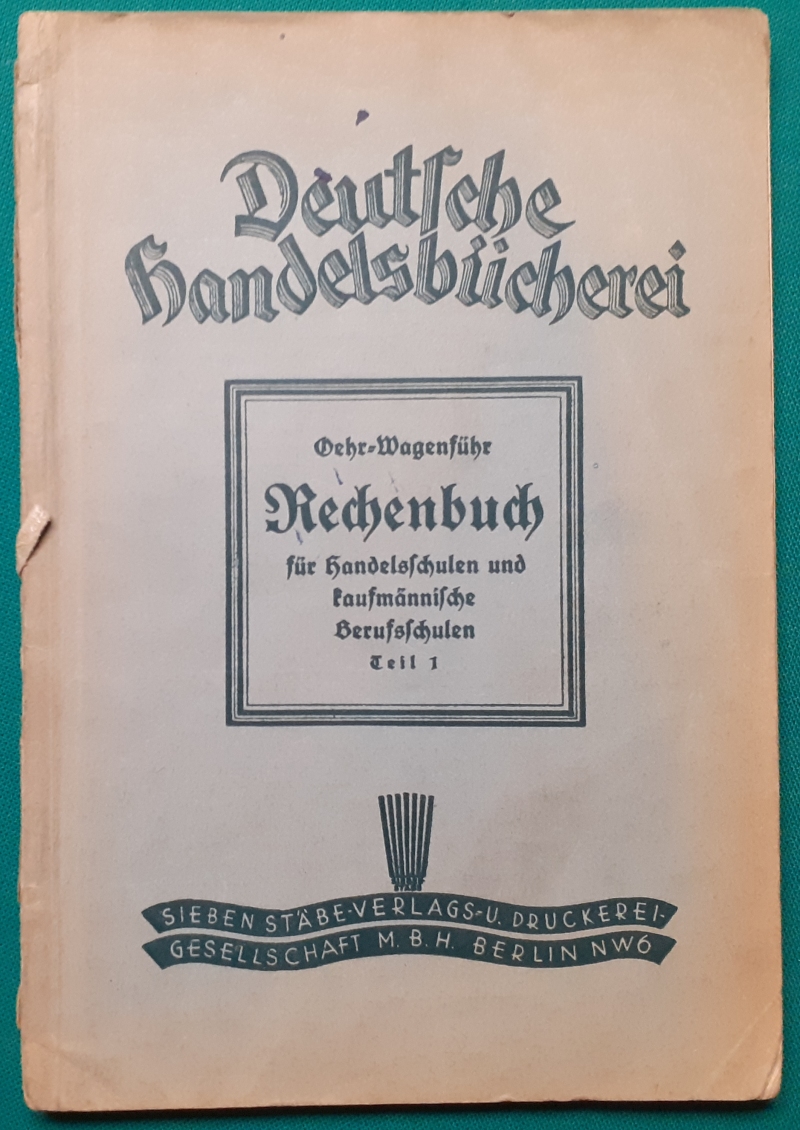 Deutsche
Handelsbücherei
Oehr-Wagenführ
Rechenbuch
für Handelsschulen und
kaufmännische
Berufsschulen
Teil 1
SIEBEN STÄBE-VERLAGS-U. DRUCKEREI-
GESELLSCHAFT M. B. H. BERLIN NW6